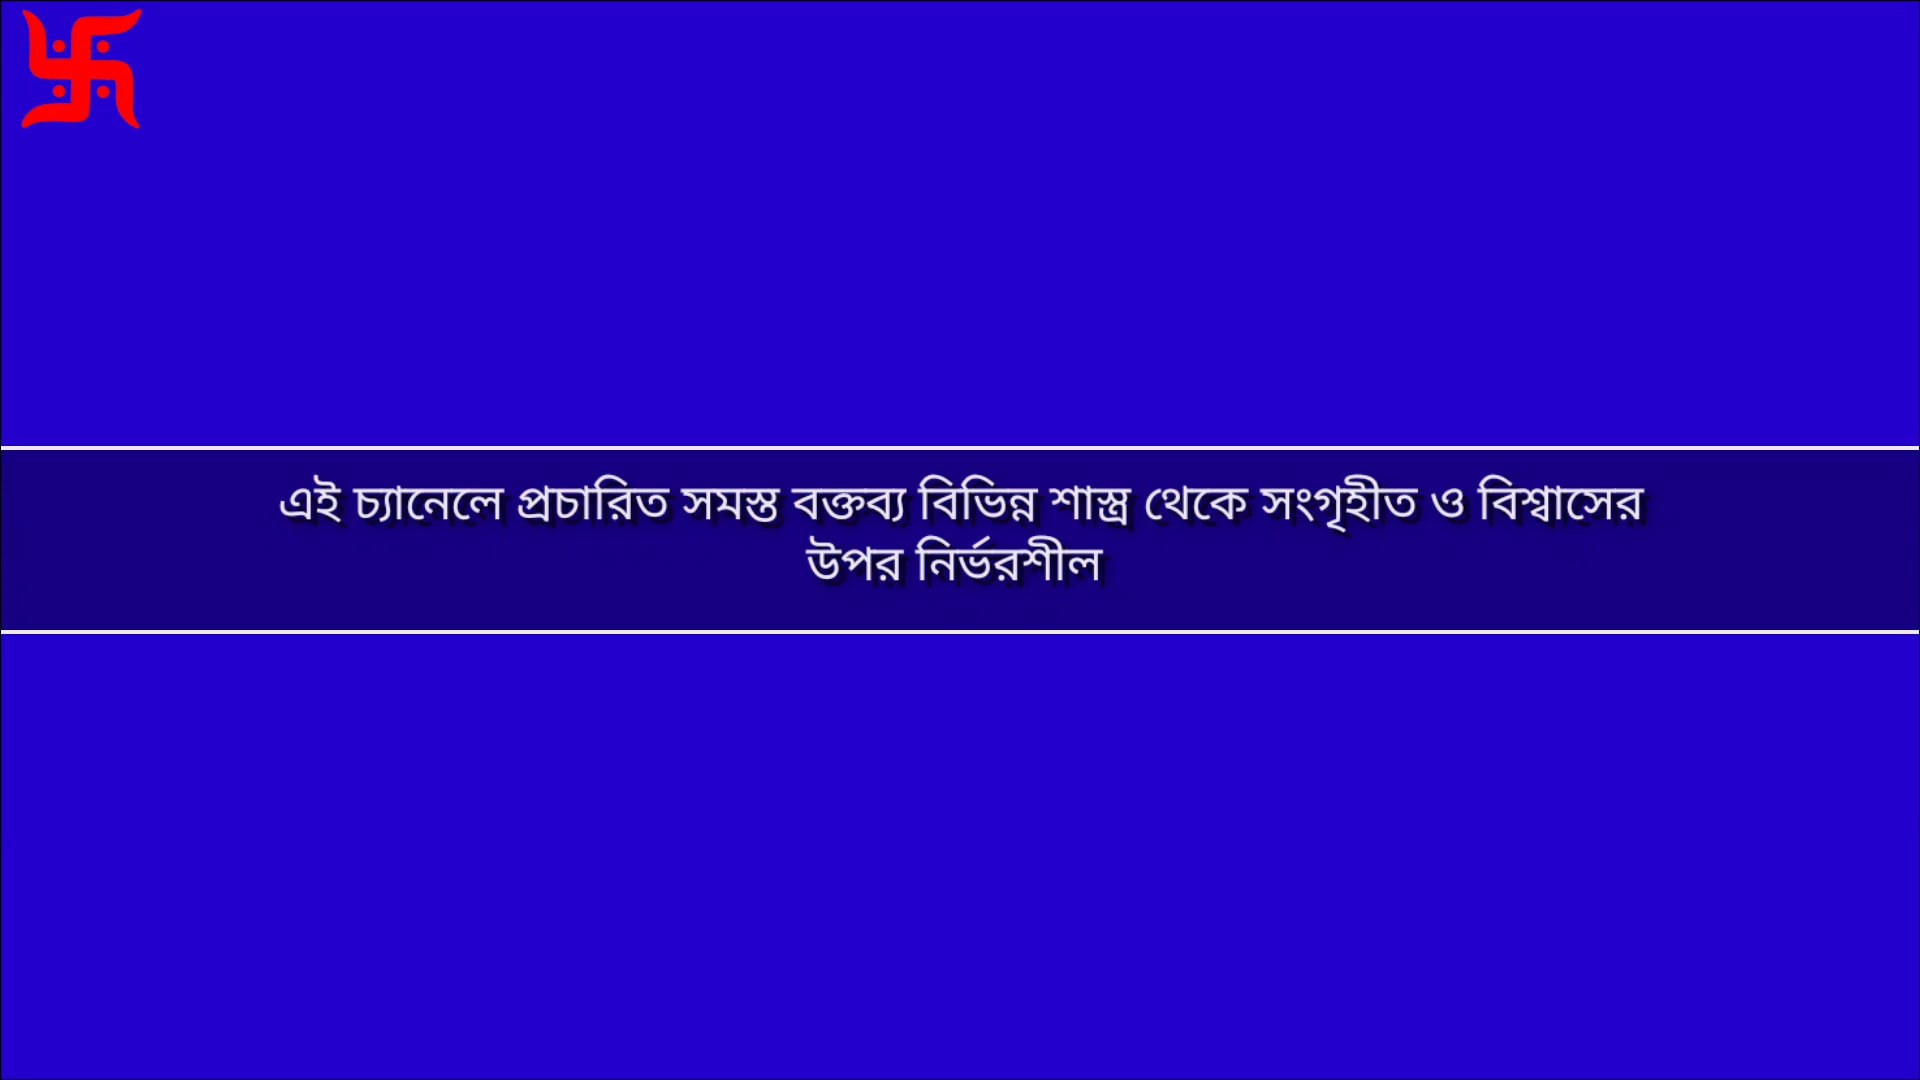 এই চ্যানেলে প্রচারিত সমস্ত বক্তব্য বিভিন্ন শাস্ত্র থেকে সংগৃহীত ও বিশ্বাসের
উপর নির্ভরশীল